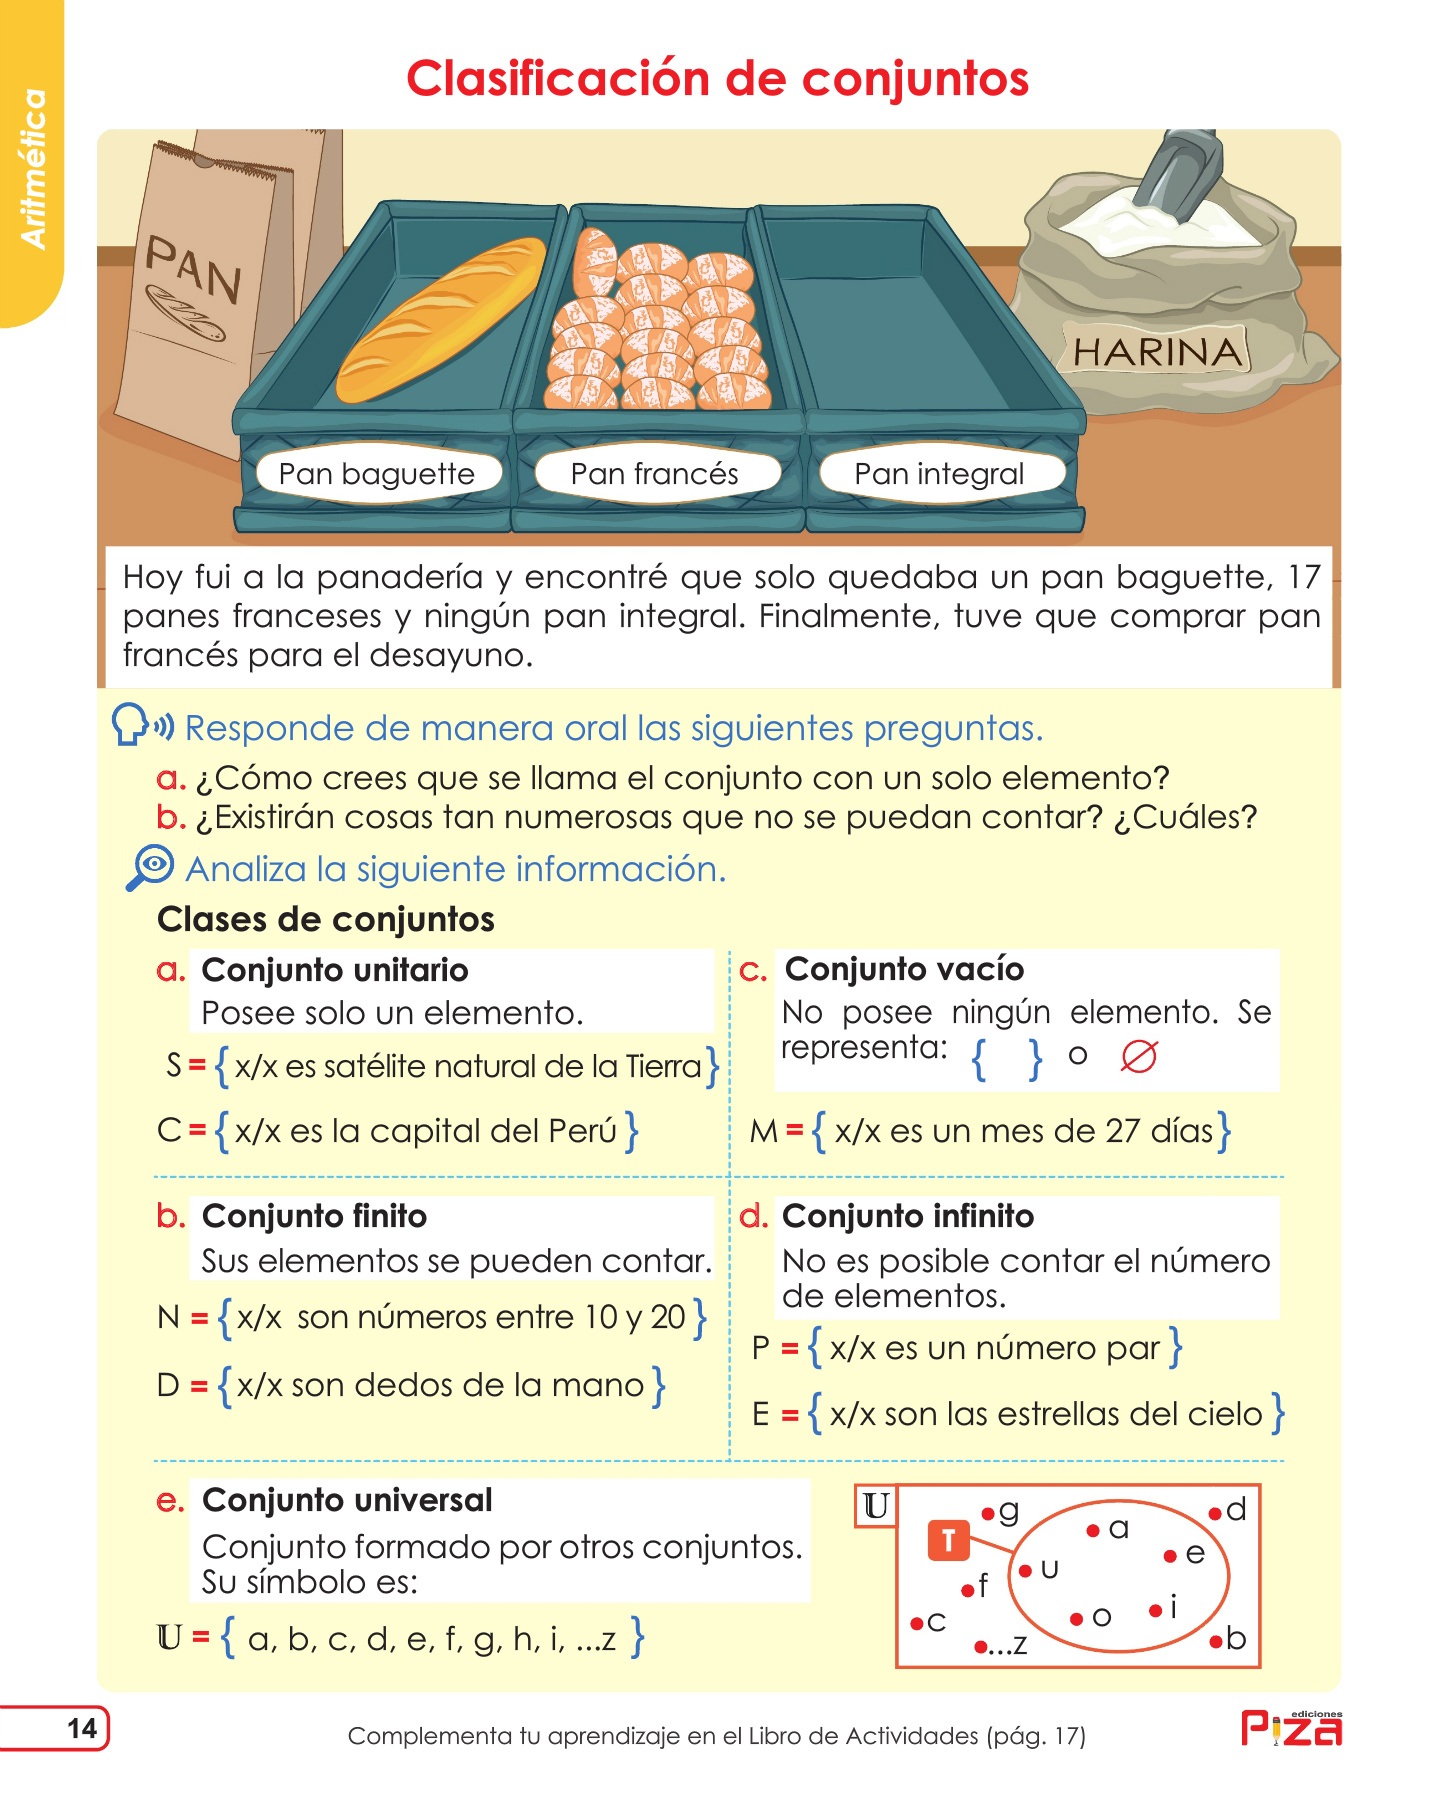 Aritmética
Clasificación de conjuntos
PAN
HARINA
Pan baguette
Pan francés
Pan integral
Hoy fui a la panadería y encontré que solo quedaba un pan baguette, 17
panes franceses y ningún pan integral. Finalmente, tuve que comprar pan
francés para el desayuno.
Responde de manera oral las siguientes preguntas.
a. ¿Cómo crees que se llama el conjunto con un solo elemento?
b. ¿Existirán cosas tan numerosas que no se puedan contar? ¿Cuáles?
Analiza la siguiente información.
Clases de conjuntos
a. Conjunto unitario
Posee solo un elemento.
S = { x/x es satélite natural de la Tierra }
C = { x/x es la capital del Perú }
c. Conjunto vacío
No posee ningún elemento. Se
representa: { } o ∅
M = { x/x es un mes de 27 días }
b. Conjunto finito
Sus elementos se pueden contar.
N = { x/x son números entre 10 y 20 }
D = { x/x son dedos de la mano }
d. Conjunto infinito
No es posible contar el número
de elementos.
P = { x/x es un número par }
E = { x/x son las estrellas del cielo }
e. Conjunto universal
Conjunto formado por otros conjuntos.
Su símbolo es:
𝕌 = { a, b, c, d, e, f, g, h, i, ...z }
𝕌
g
d
T
a
e
u
f
i
o
c
b
...z
14
Complementa tu aprendizaje en el Libro de Actividades (pág. 17)
ediciones
Piza